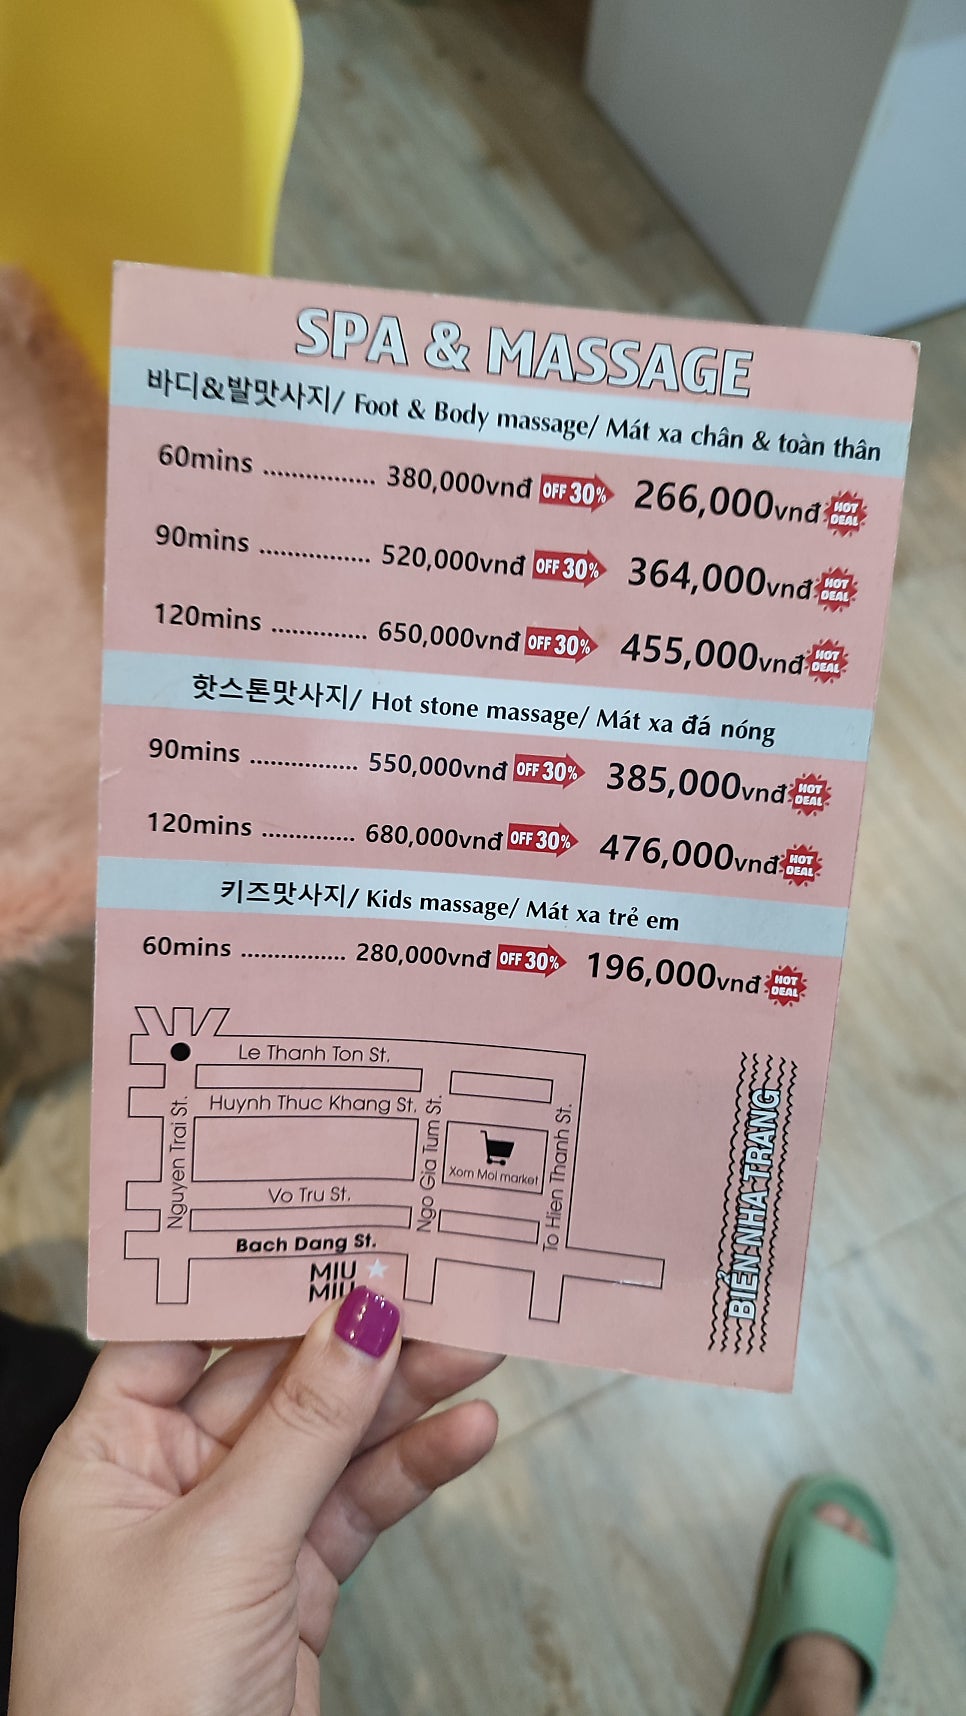 SPA & MASSAGE
바디&발맛사지/ Foot & Body massage/ Mát xa chân & toàn thân
60mins ................ 380,000vnđ OFF 30% 266,000vnđ HOT DEAL
90mins ................ 520,000vnđ OFF 30% 364,000vnđ HOT DEAL
120mins .............. 650,000vnđ OFF 30% 455,000vnđ HOT DEAL
핫스톤맛사지/ Hot stone massage/ Mát xa đá nóng
90mins ................ 550,000vnđ OFF 30% 385,000vnđ HOT DEAL
120mins .............. 680,000vnđ OFF 30% 476,000vnđ HOT DEAL
키즈맛사지/ Kids massage/ Mát xa trẻ em
60mins ................ 280,000vnđ OFF 30% 196,000vnđ HOT DEAL
Le Thanh Ton St.
Huynh Thuc Khang St.
Nguyen Trai St.
Ngo Gia Tum St.
Xom Moi market
To Hien Thanh St.
Vo Tru St.
Bach Dang St.
MIU
MIU
BIỂN NHA TRANG